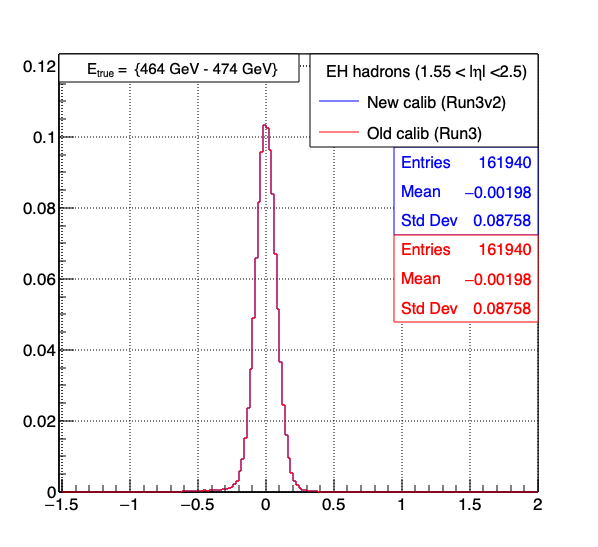 E_true = {464 GeV - 474 GeV}
EH hadrons (1.55 < |η| <2.5)
New calib (Run3v2)
Old calib (Run3)
Entries 161940
Mean −0.00198
Std Dev 0.08758
Entries 161940
Mean −0.00198
Std Dev 0.08758
0.12
0.1
0.08
0.06
0.04
0.02
0
−1.5 −1 −0.5 0 0.5 1 1.5 2